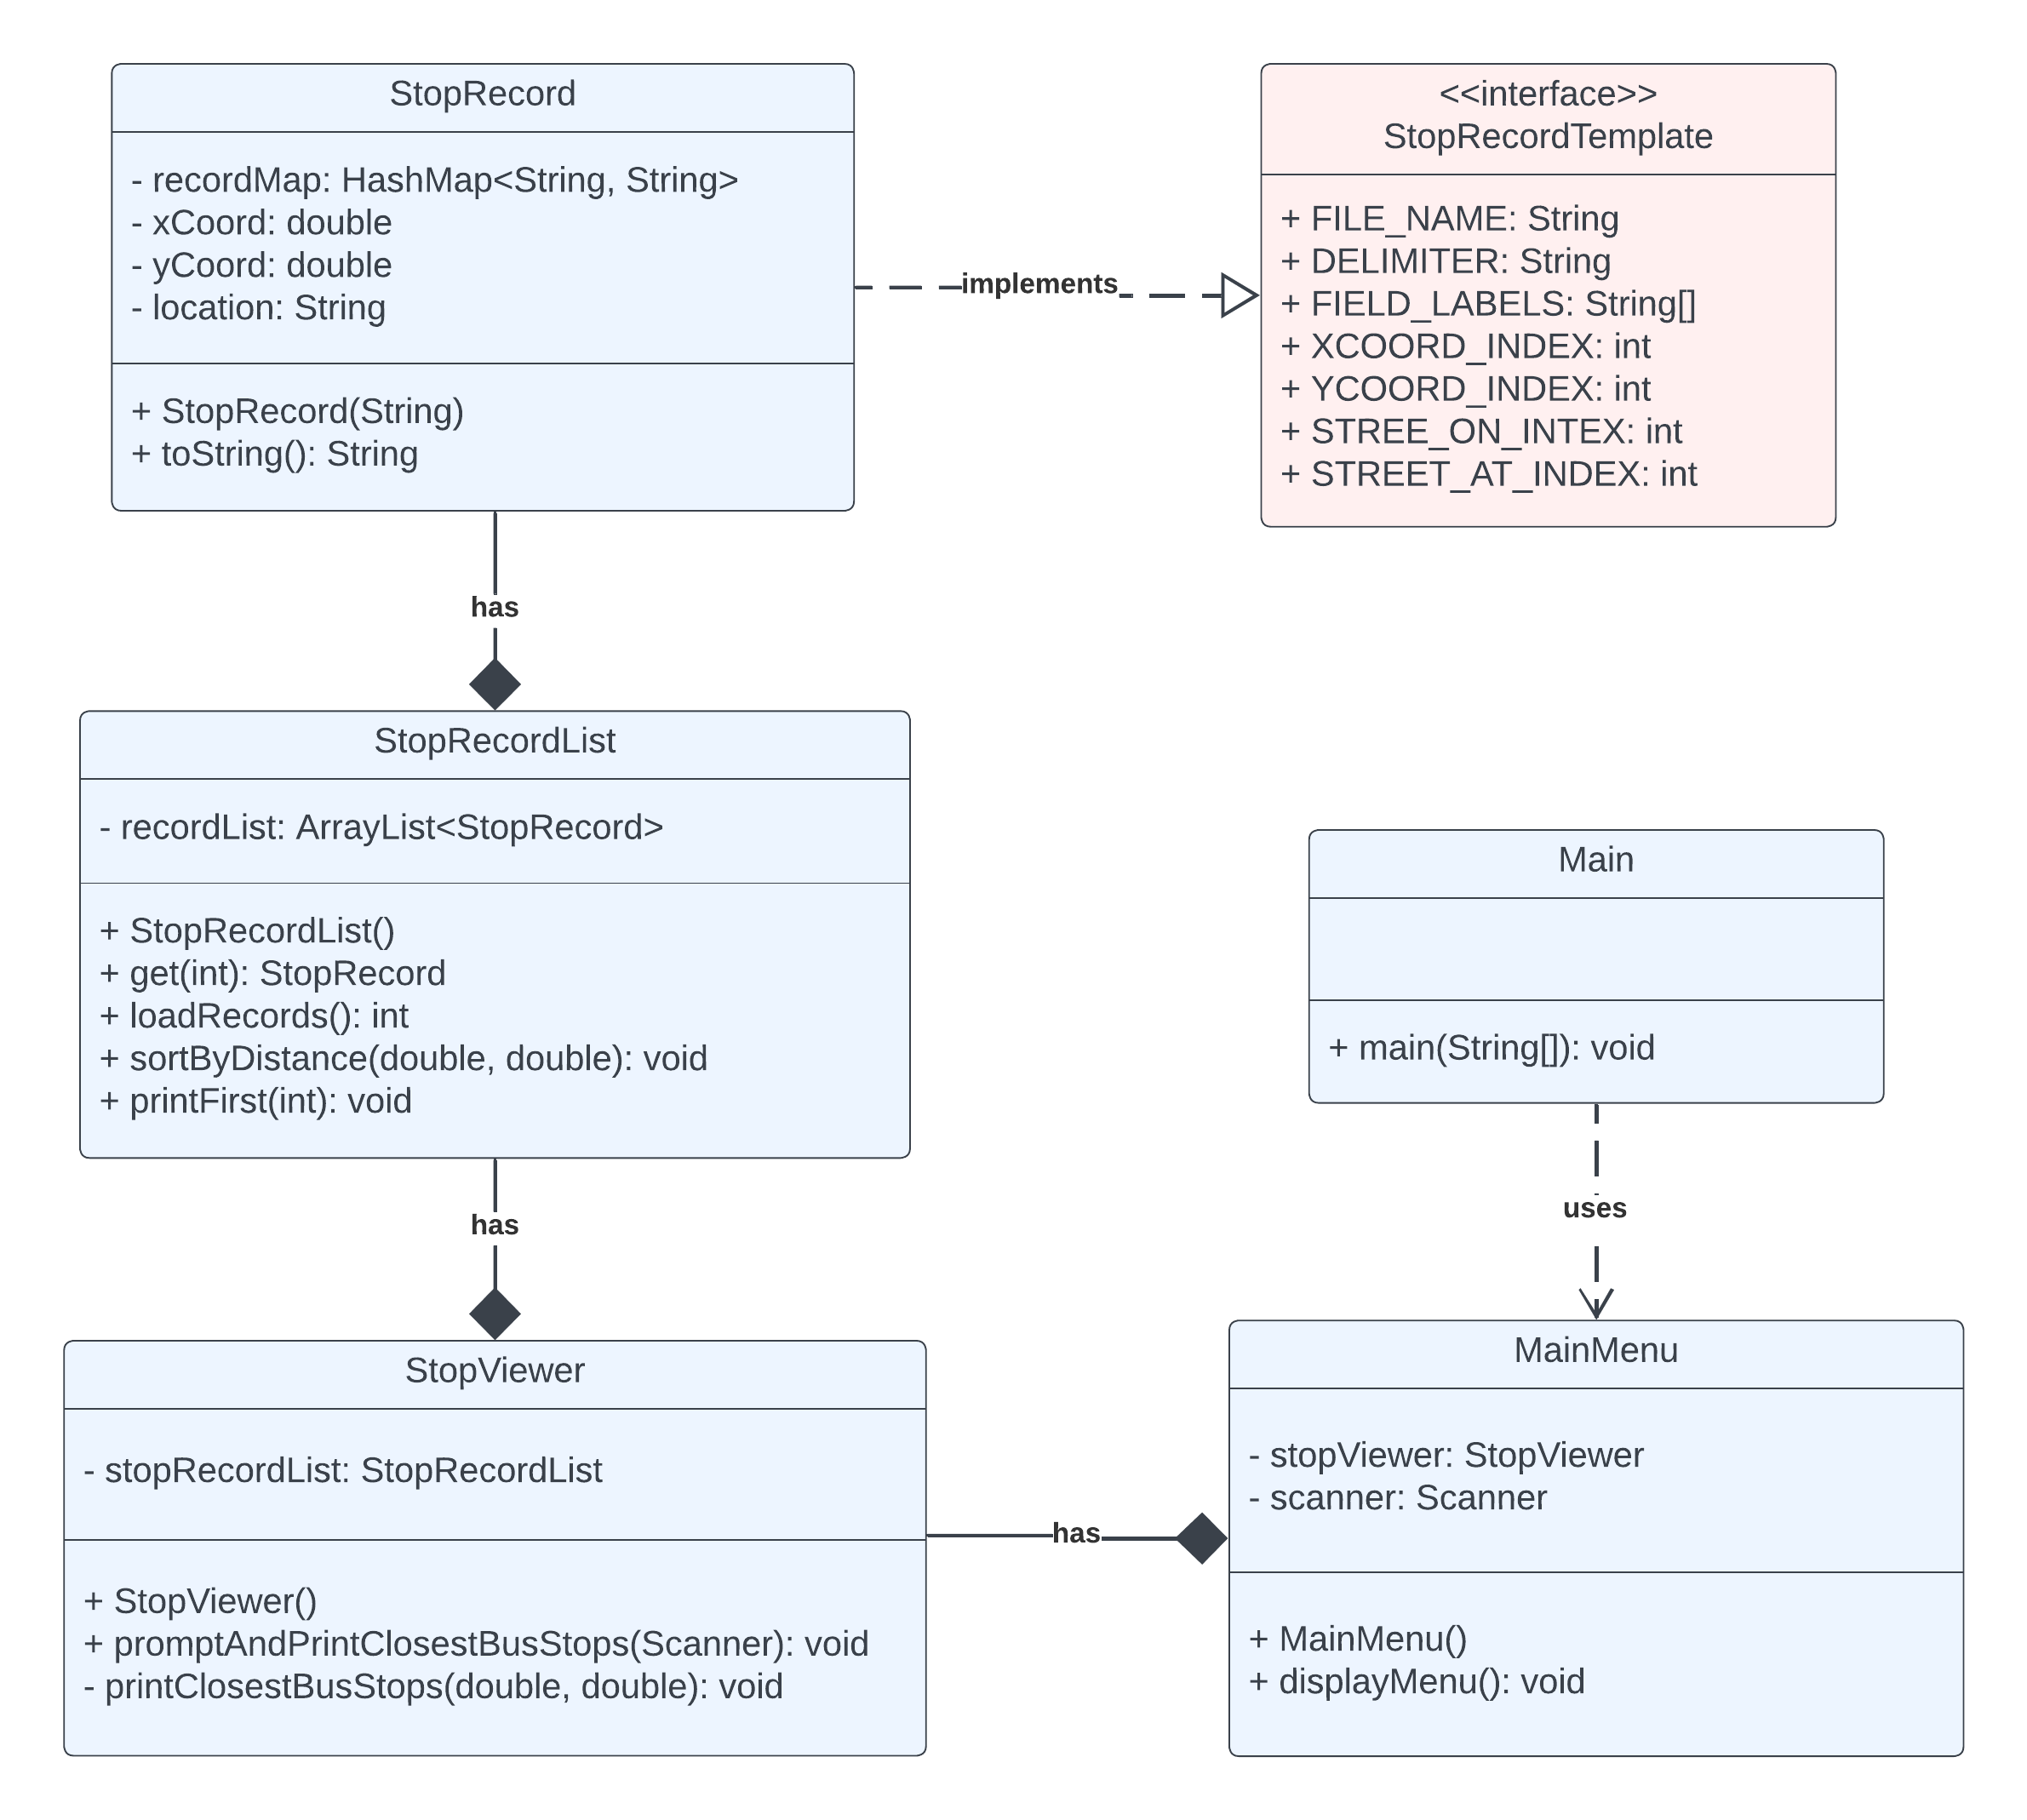 StopRecord
- recordMap: HashMap<String, String>
- xCoord: double
- yCoord: double
- location: String
+ StopRecord(String)
+ toString(): String
implements
<<interface>>
StopRecordTemplate
+ FILE_NAME: String
+ DELIMITER: String
+ FIELD_LABELS: String[]
+ XCOORD_INDEX: int
+ YCOORD_INDEX: int
+ STREE_ON_INTEX: int
+ STREET_AT_INDEX: int
has
StopRecordList
- recordList: ArrayList<StopRecord>
+ StopRecordList()
+ get(int): StopRecord
+ loadRecords(): int
+ sortByDistance(double, double): void
+ printFirst(int): void
Main
+ main(String[]): void
has
uses
StopViewer
- stopRecordList: StopRecordList
+ StopViewer()
+ promptAndPrintClosestBusStops(Scanner): void
- printClosestBusStops(double, double): void
has
MainMenu
- stopViewer: StopViewer
- scanner: Scanner
+ MainMenu()
+ displayMenu(): void